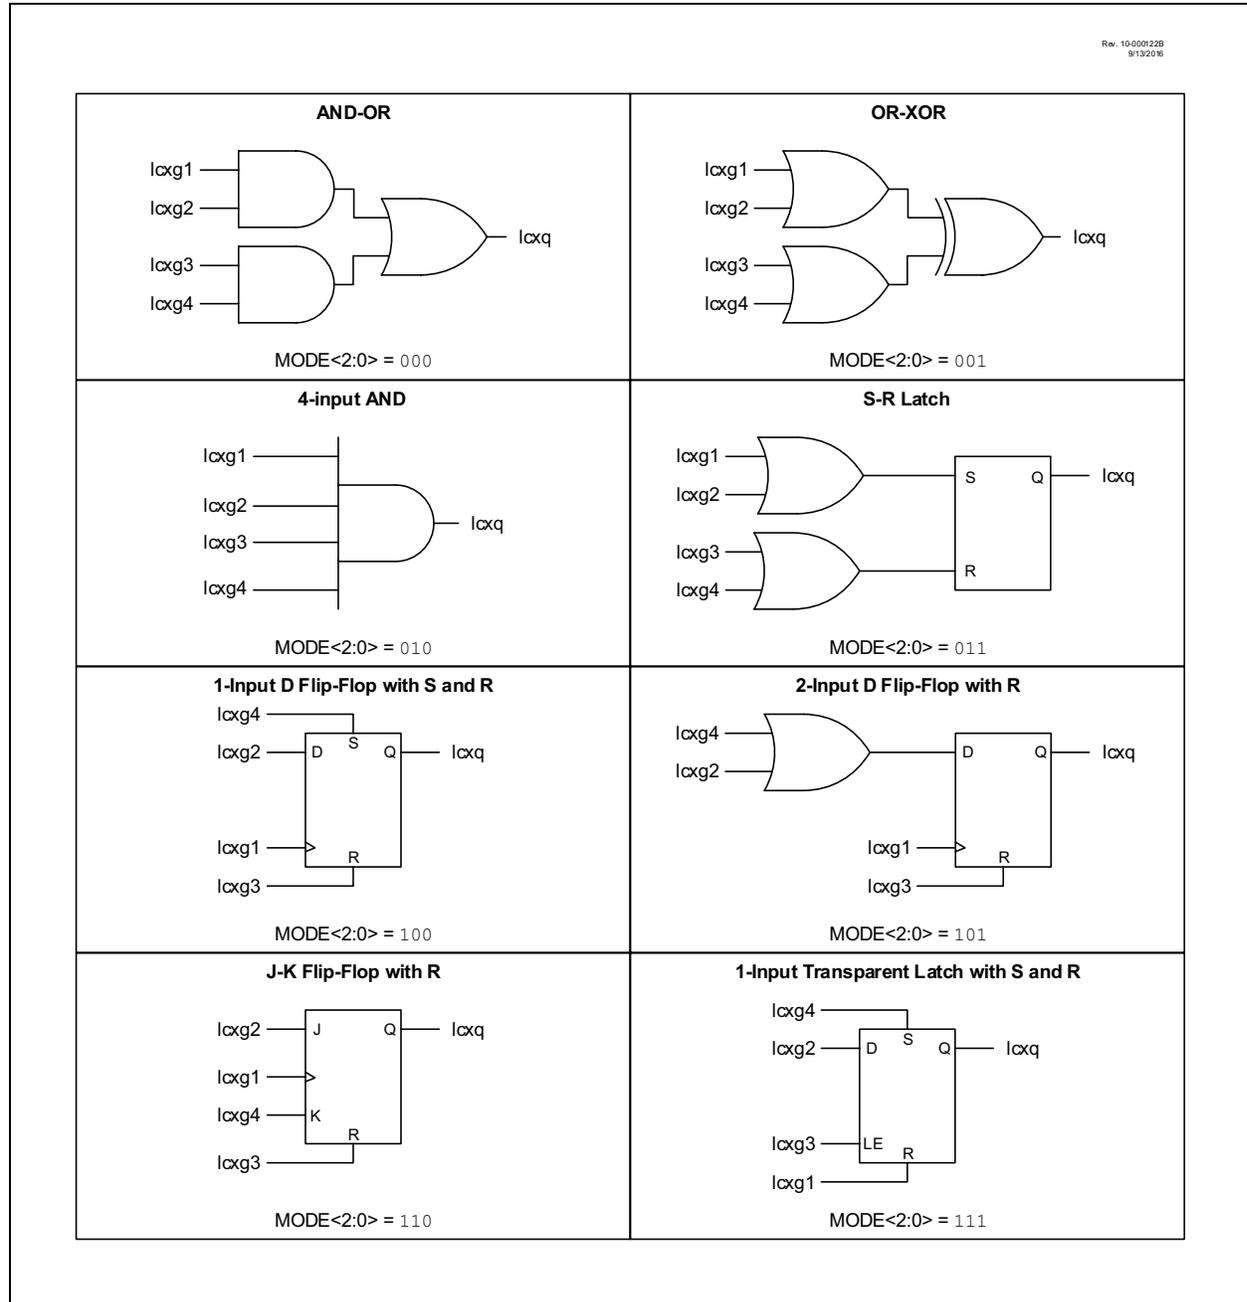 Rev. 10-000122B
9/13/2016
AND-OR
lcxg1
lcxg2
lcxg3
lcxg4
lcxq
MODE<2:0> = 000
OR-XOR
lcxg1
lcxg2
lcxg3
lcxg4
lcxq
MODE<2:0> = 001
4-input AND
lcxg1
lcxg2
lcxg3
lcxg4
lcxq
MODE<2:0> = 010
S-R Latch
lcxg1
lcxg2
lcxg3
lcxg4
S
Q
lcxq
R
MODE<2:0> = 011
1-Input D Flip-Flop with S and R
lcxg4
S
lcxg2
D
Q
lcxq
lcxg1
R
lcxg3
MODE<2:0> = 100
2-Input D Flip-Flop with R
lcxg4
lcxg2
D
Q
lcxq
lcxg1
R
lcxg3
MODE<2:0> = 101
J-K Flip-Flop with R
lcxg2
J
Q
lcxq
lcxg1
lcxg4
K
R
lcxg3
MODE<2:0> = 110
1-Input Transparent Latch with S and R
lcxg4
S
lcxg2
D
Q
lcxq
lcxg3
LE
R
lcxg1
MODE<2:0> = 111